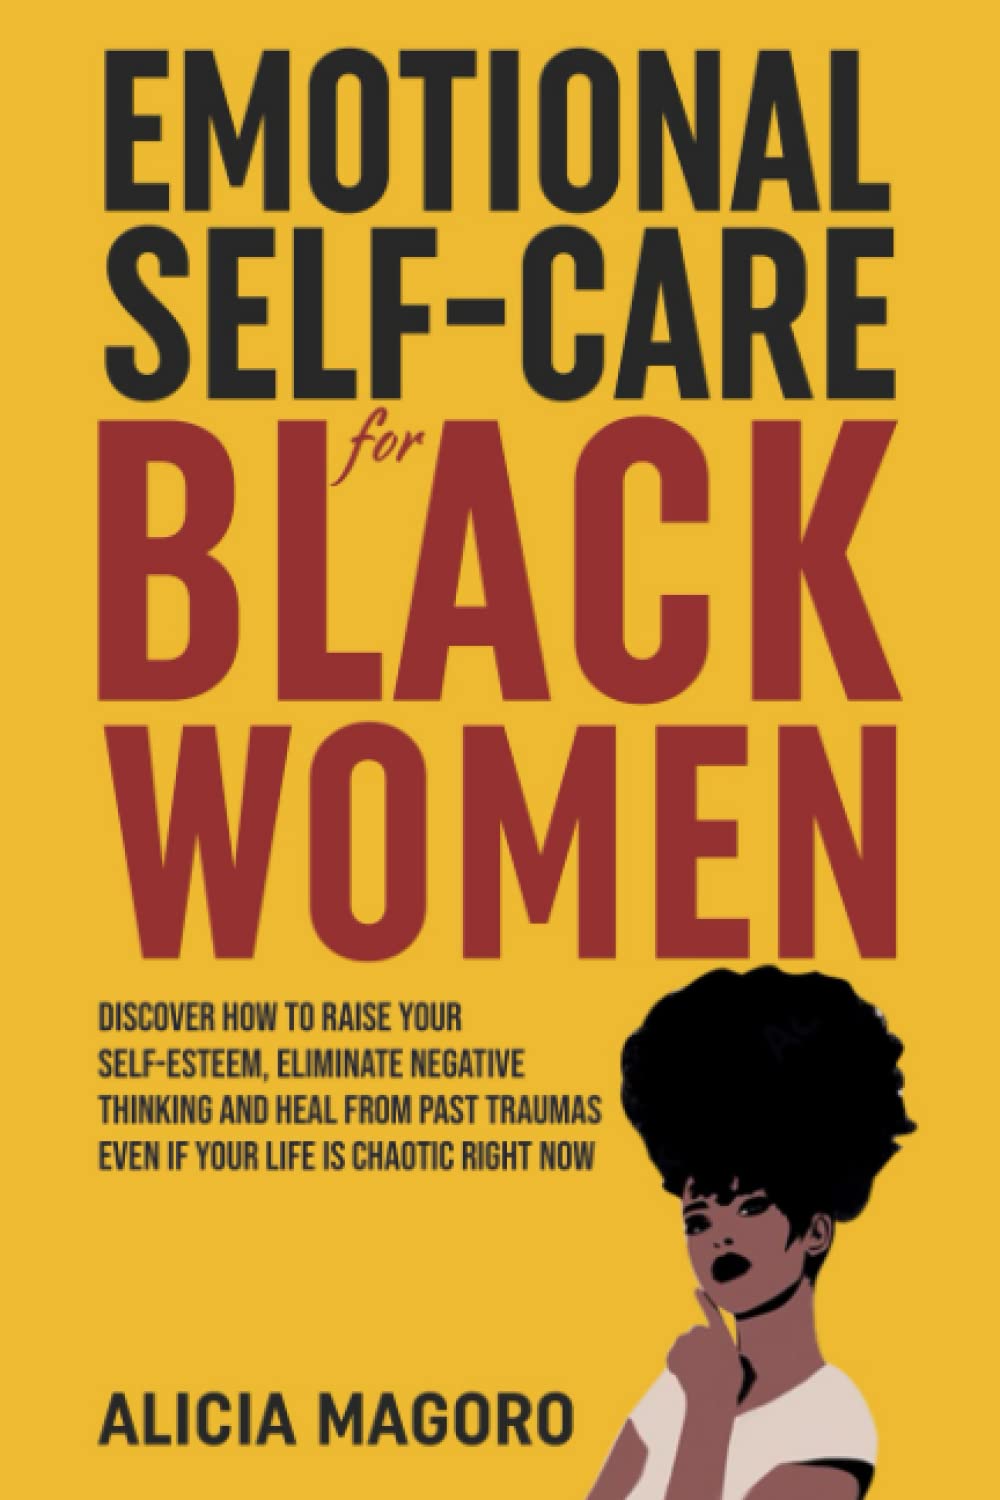 EMOTIONAL
SELF-CARE
for
BLACK
WOMEN
DISCOVER HOW TO RAISE YOUR
SELF-ESTEEM, ELIMINATE NEGATIVE
THINKING AND HEAL FROM PAST TRAUMAS
EVEN IF YOUR LIFE IS CHAOTIC RIGHT NOW
ALICIA MAGORO